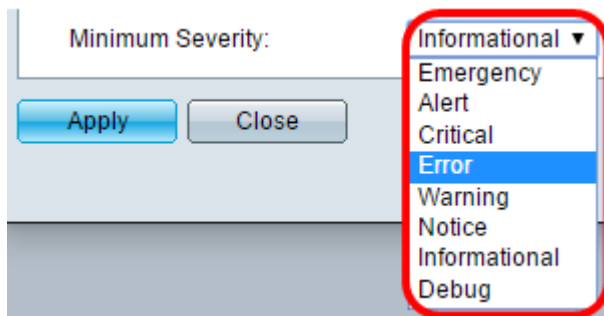 Minimum Severity: Informational ▼
Emergency
Alert
Apply Close Critical
Error
Warning
Notice
Informational
Debug